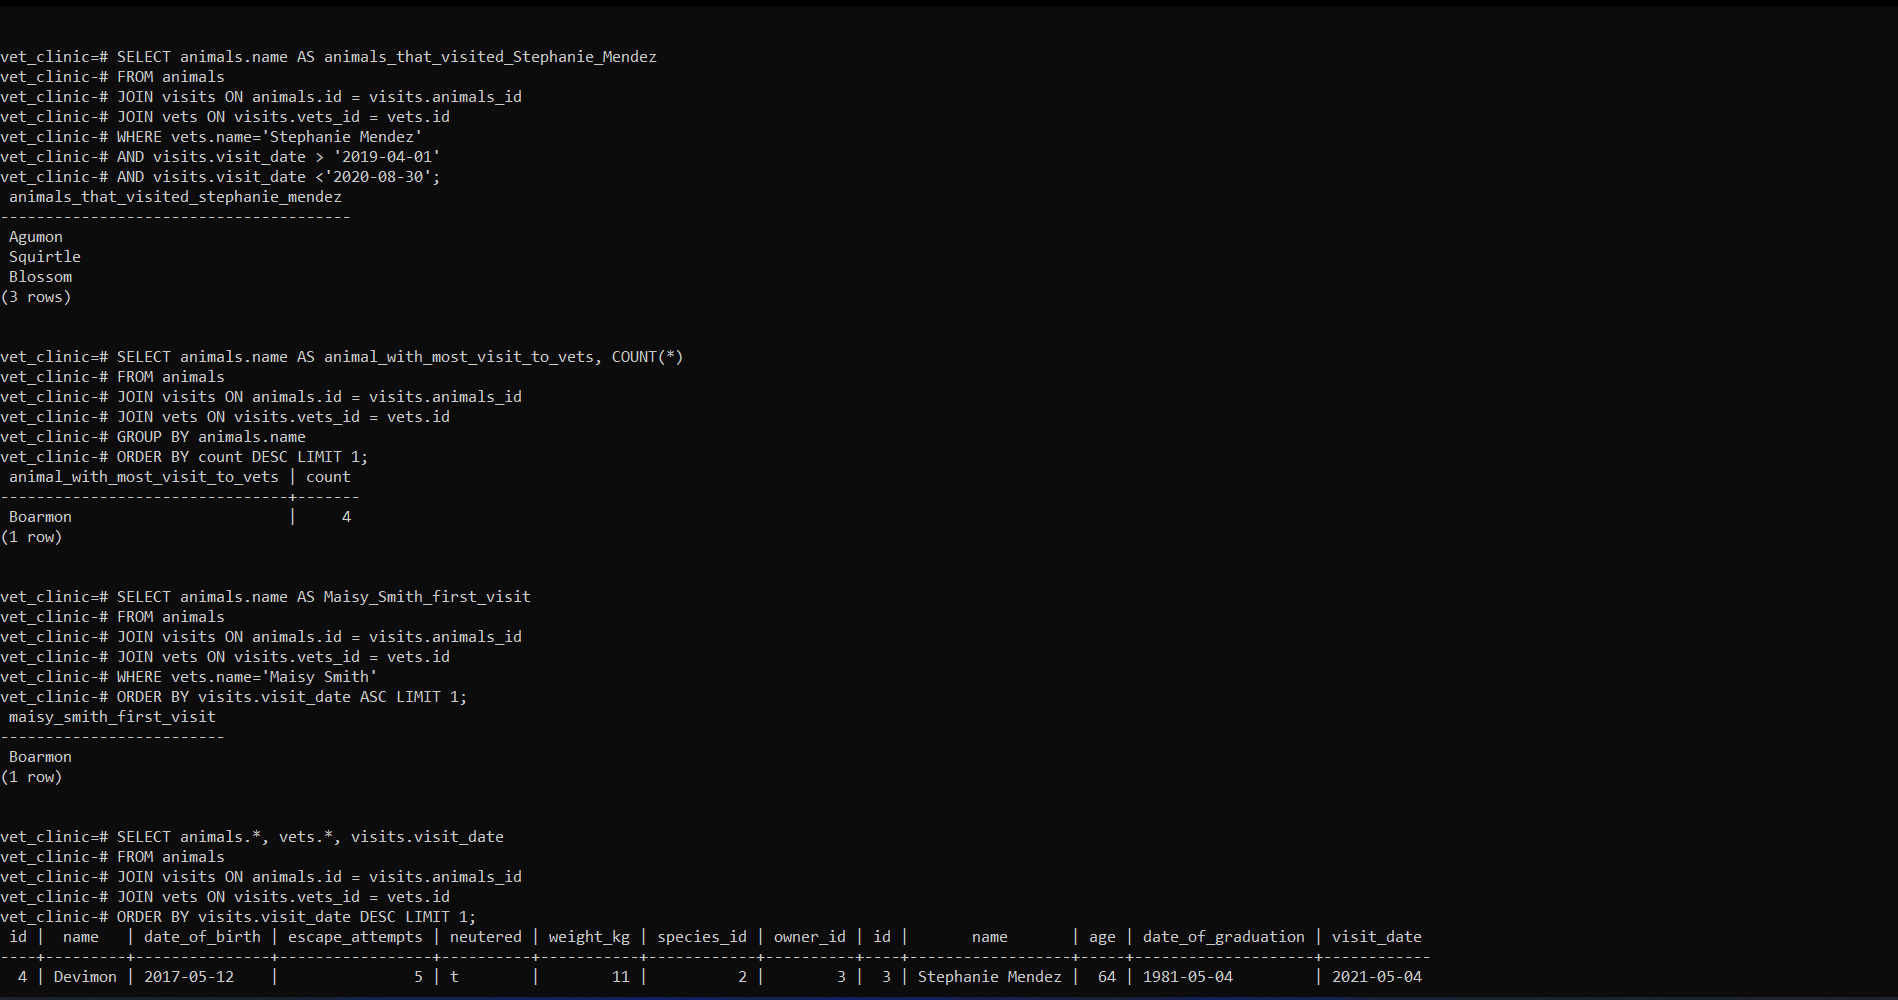 vet_clinic=# SELECT animals.name AS animals_that_visited_Stephanie_Mendez
vet_clinic-# FROM animals
vet_clinic-# JOIN visits ON animals.id = visits.animals_id
vet_clinic-# JOIN vets ON visits.vets_id = vets.id
vet_clinic-# WHERE vets.name='Stephanie Mendez'
vet_clinic-# AND visits.visit_date > '2019-04-01'
vet_clinic-# AND visits.visit_date <'2020-08-30';
 animals_that_visited_stephanie_mendez
---------------------------------------
 Agumon
 Squirtle
 Blossom
(3 rows)
vet_clinic=# SELECT animals.name AS animal_with_most_visit_to_vets, COUNT(*)
vet_clinic-# FROM animals
vet_clinic-# JOIN visits ON animals.id = visits.animals_id
vet_clinic-# JOIN vets ON visits.vets_id = vets.id
vet_clinic-# GROUP BY animals.name
vet_clinic-# ORDER BY count DESC LIMIT 1;
 animal_with_most_visit_to_vets | count
--------------------------------+-------
 Boarmon                        |     4
(1 row)
vet_clinic=# SELECT animals.name AS Maisy_Smith_first_visit
vet_clinic-# FROM animals
vet_clinic-# JOIN visits ON animals.id = visits.animals_id
vet_clinic-# JOIN vets ON visits.vets_id = vets.id
vet_clinic-# WHERE vets.name='Maisy Smith'
vet_clinic-# ORDER BY visits.visit_date ASC LIMIT 1;
 maisy_smith_first_visit
-------------------------
 Boarmon
(1 row)
vet_clinic=# SELECT animals.*, vets.*, visits.visit_date
vet_clinic-# FROM animals
vet_clinic-# JOIN visits ON animals.id = visits.animals_id
vet_clinic-# JOIN vets ON visits.vets_id = vets.id
vet_clinic-# ORDER BY visits.visit_date DESC LIMIT 1;
 id |  name   | date_of_birth | escape_attempts | neutered | weight_kg | species_id | owner_id | id |       name       | age | date_of_graduation | visit_date
----+---------+---------------+-----------------+----------+-----------+------------+----------+----+------------------+-----+--------------------+------------
  4 | Devimon | 2017-05-12    |               5 | t        |        11 |          2 |        3 |  3 | Stephanie Mendez |  64 | 1981-05-04         | 2021-05-04